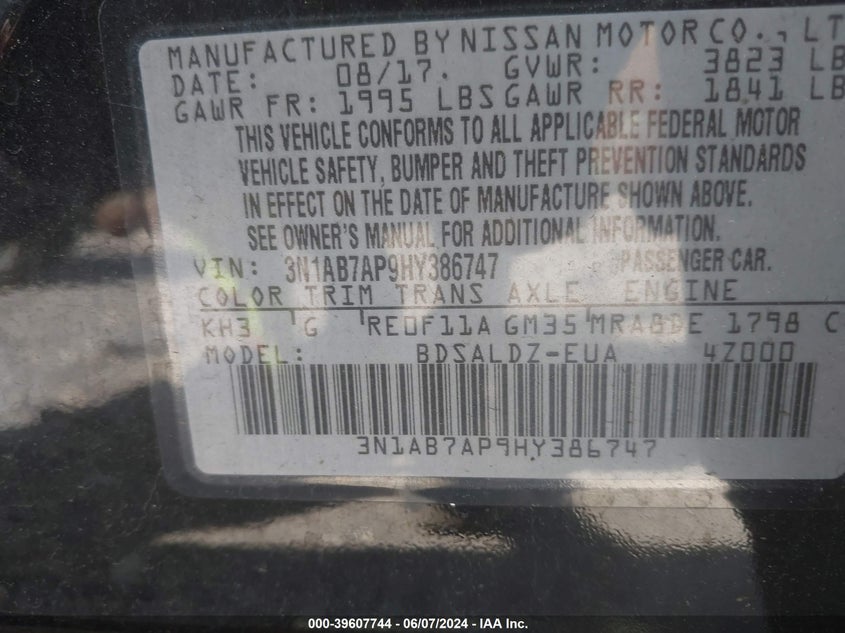 MANUFACTURED BY NISSAN MOTOR CO., LT
DATE: 08/17. GVWR: 3823 LB
GAWR FR: 1995 LBS GAWR RR: 1841 LB
THIS VEHICLE CONFORMS TO ALL APPLICABLE FEDERAL MOTOR
VEHICLE SAFETY, BUMPER AND THEFT PREVENTION STANDARDS
IN EFFECT ON THE DATE OF MANUFACTURE SHOWN ABOVE.
SEE OWNER'S MANUAL FOR ADDITIONAL INFORMATION.
VIN: 3N1AB7AP9HY386747 PASSENGER CAR.
COLOR TRIM TRANS AXLE ENGINE
KH3 G RE0F11A GM35 MRA8DE 1798 C
MODEL: BDSALDZ-EUA 4Z000
3N1AB7AP9HY386747
000-39607744 - 06/07/2024 - IAA Inc.